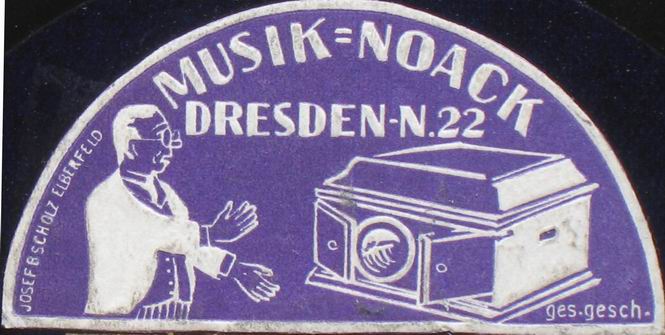 MUSIK=NOACK
DRESDEN-N.22
JOSEF B SCHOLZ ELBERFELD
ges.gesch.